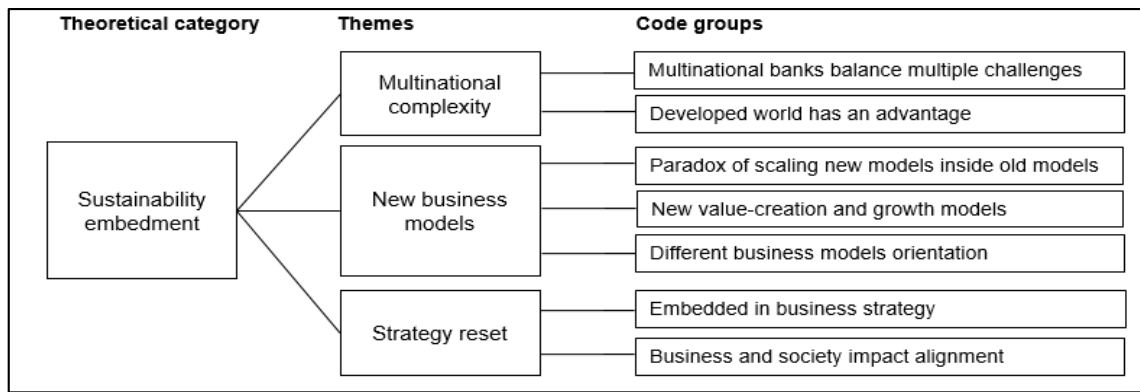 Theoretical category Themes Code groups
Sustainability
embedment
Multinational
complexity
Multinational banks balance multiple challenges
Developed world has an advantage
New business
models
Paradox of scaling new models inside old models
New value-creation and growth models
Different business models orientation
Strategy reset
Embedded in business strategy
Business and society impact alignment